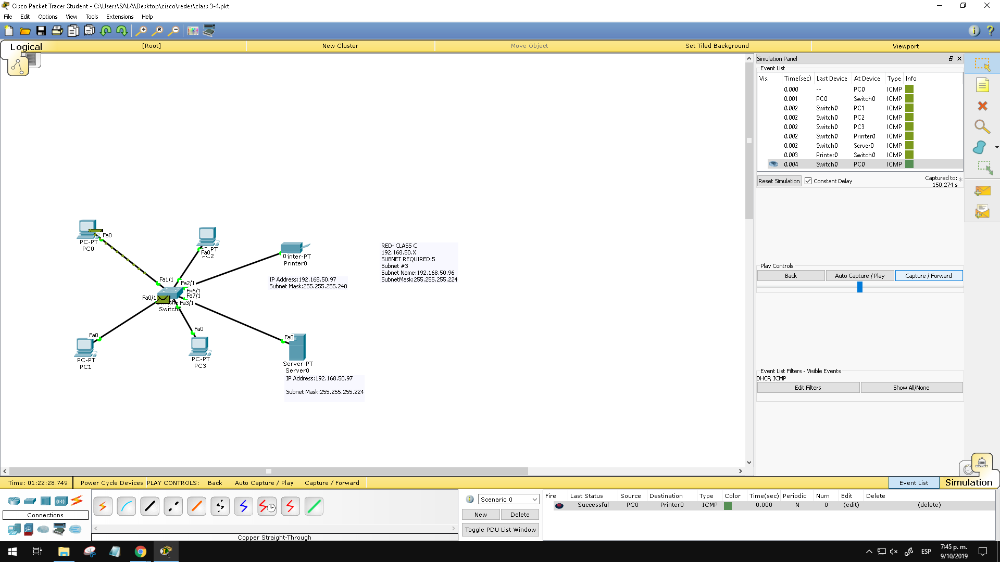 Cisco Packet Tracer Student - C:\Users\SALA\Desktop\cisco\redes\class 3-4.pkt
File Edit Options View Tools Extensions Help
Logical [Root] New Cluster Move Object Set Tiled Background Viewport
Simulation Panel
Event List
Vis. Time(sec) Last Device At Device Type Info
0.000 -- PC0 ICMP
0.001 PC0 Switch0 ICMP
0.002 Switch0 PC1 ICMP
0.002 Switch0 PC2 ICMP
0.002 Switch0 PC3 ICMP
0.002 Switch0 Printer0 ICMP
0.002 Switch0 Server0 ICMP
0.003 Printer0 Switch0 ICMP
0.004 Switch0 PC0 ICMP
Reset Simulation Constant Delay Captured to: *
150.274 s
Fa0
PC-PT
PC0
Fa0
PC2
inter-PT
Printer0
IP Address:192.168.50.97
Subnet Mask:255.255.255.240
RED- CLASS C
192.168.50.X
SUBNET REQUIRED:5
Subnet #3
Subnet Name:192.168.50.96
SubnetMask:255.255.255.224
Fa1/1
Fa2/1
Fa6/1
Fa7/1
Fa0/1
Fa3/1
Switch0
Fa0
PC-PT
PC1
Fa0
PC-PT
PC3
Fa0
Server-PT
Server0
IP Address:192.168.50.97
Subnet Mask:255.255.255.224
Play Controls
Back Auto Capture / Play Capture / Forward
Event List Filters - Visible Events
DHCP, ICMP
Edit Filters Show All/None
Time: 01:22:28.749 Power Cycle Devices PLAY CONTROLS: Back Auto Capture / Play Capture / Forward Event List Simulation
Connections
Copper Straight-Through
Scenario 0
New Delete
Toggle PDU List Window
Fire Last Status Source Destination Type Color Time(sec) Periodic Num Edit Delete
Successful PC0 Printer0 ICMP 0.000 N 0 (edit) (delete)
ESP
7:45 p. m.
9/10/2019